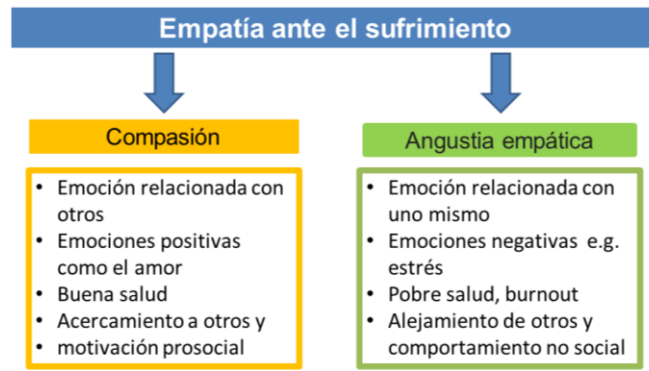 Empatía ante el sufrimiento
Compasión
• Emoción relacionada con
otros
• Emociones positivas
como el amor
• Buena salud
• Acercamiento a otros y
• motivación prosocial
Angustia empática
• Emoción relacionada con
uno mismo
• Emociones negativas e.g.
estrés
• Pobre salud, burnout
• Alejamiento de otros y
comportamiento no social